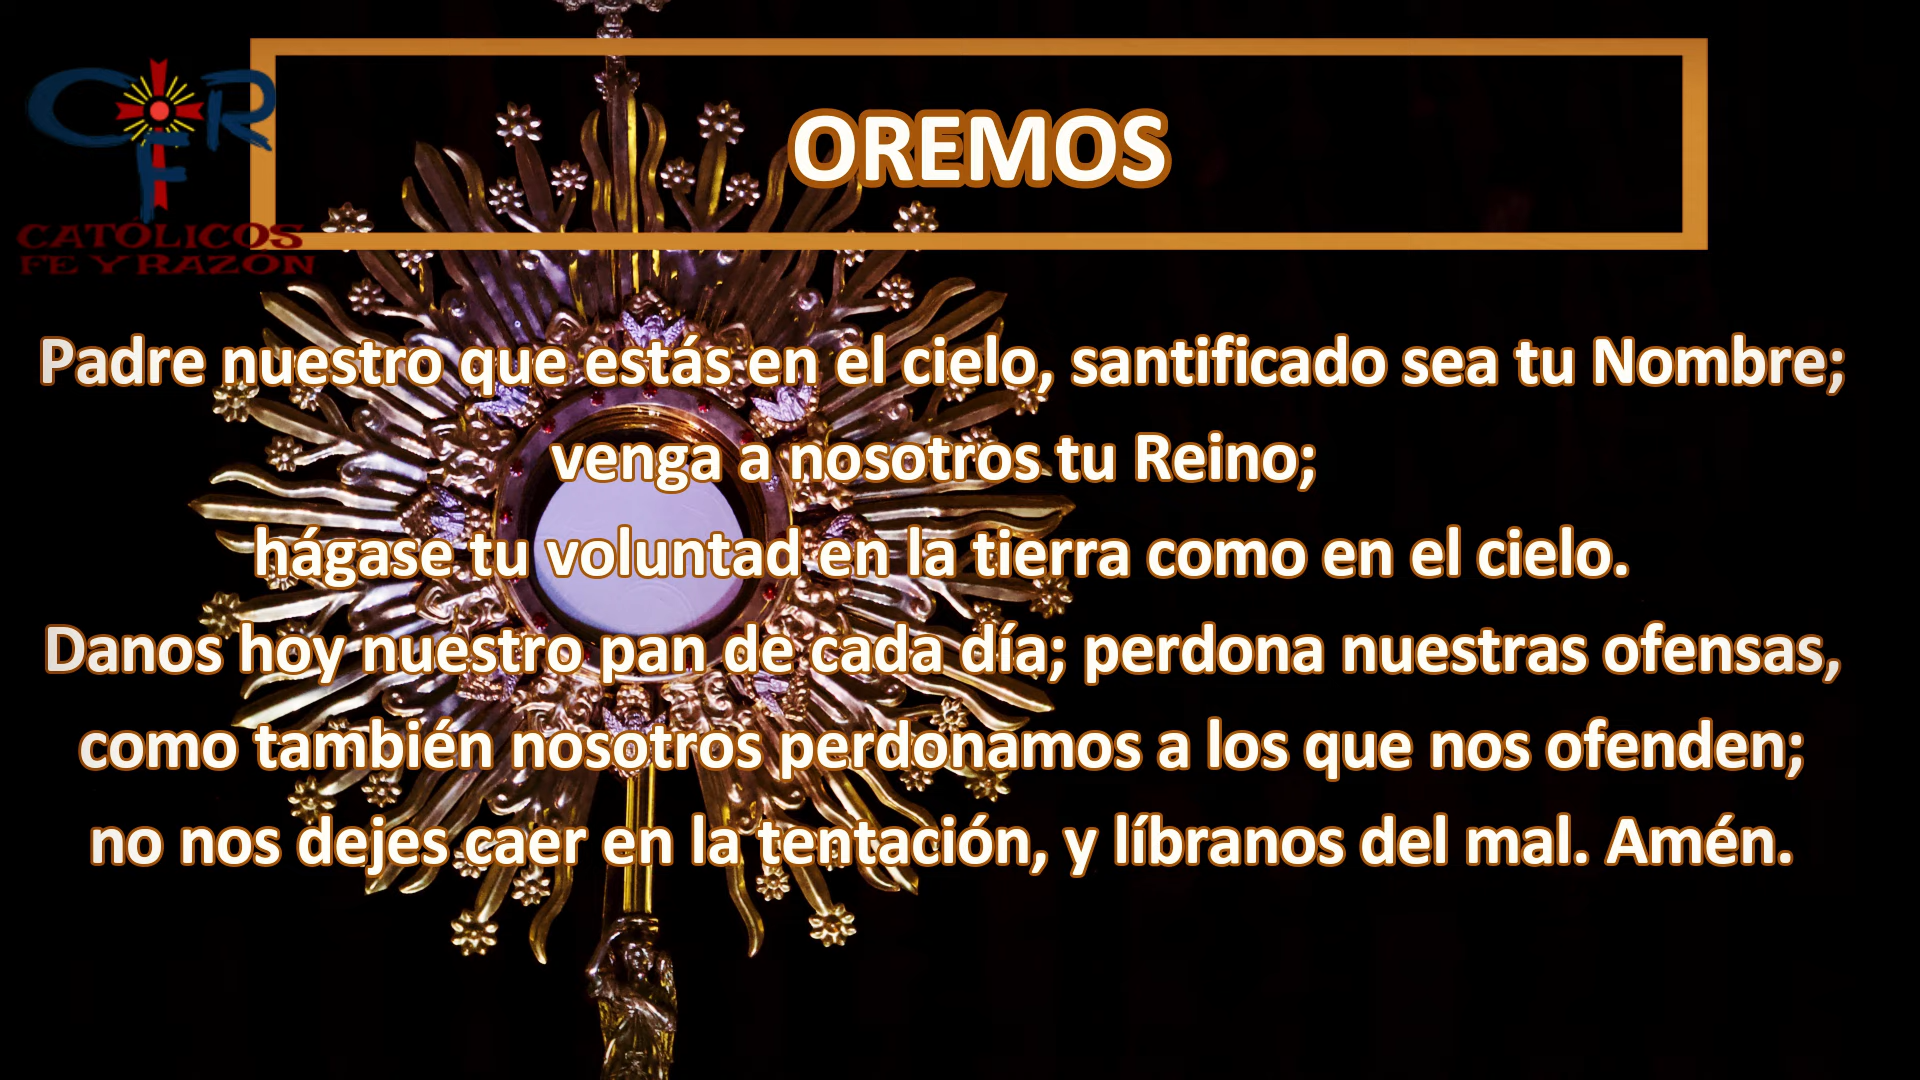 CFR
CATÓLICOS
FE Y RAZÓN
OREMOS
Padre nuestro que estás en el cielo, santificado sea tu Nombre;
venga a nosotros tu Reino;
hágase tu voluntad en la tierra como en el cielo.
Danos hoy nuestro pan de cada día; perdona nuestras ofensas,
como también nosotros perdonamos a los que nos ofenden;
no nos dejes caer en la tentación, y líbranos del mal. Amén.